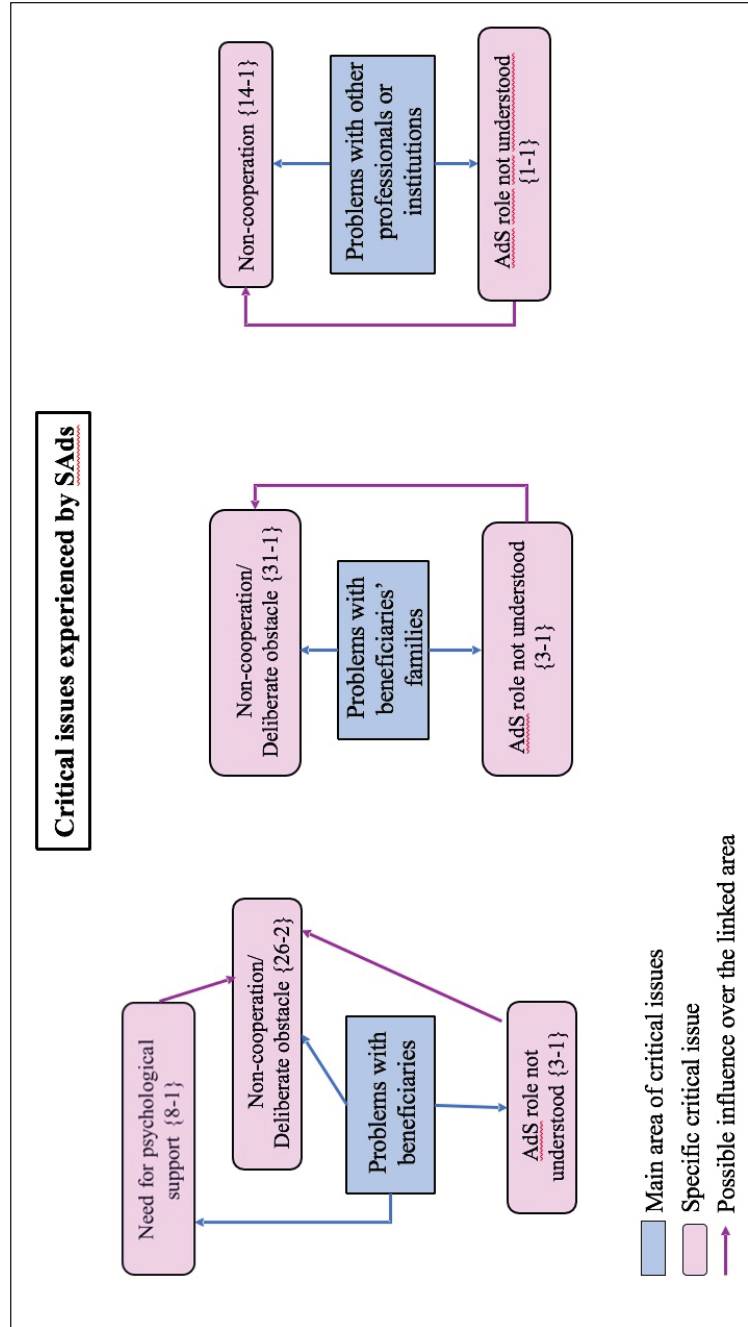 Critical issues experienced by SAds
Need for psychological
support {8-1}
Non-cooperation/
Deliberate obstacle {26-2}
Problems with
beneficiaries
AdS role not
understood {3-1}
Non-cooperation/
Deliberate obstacle {31-1}
Problems with
beneficiaries’
families
AdS role not understood
{3-1}
Non-cooperation {14-1}
Problems with other
professionals or
institutions
AdS role not understood
{1-1}
Main area of critical issues
Specific critical issue
Possible influence over the linked area